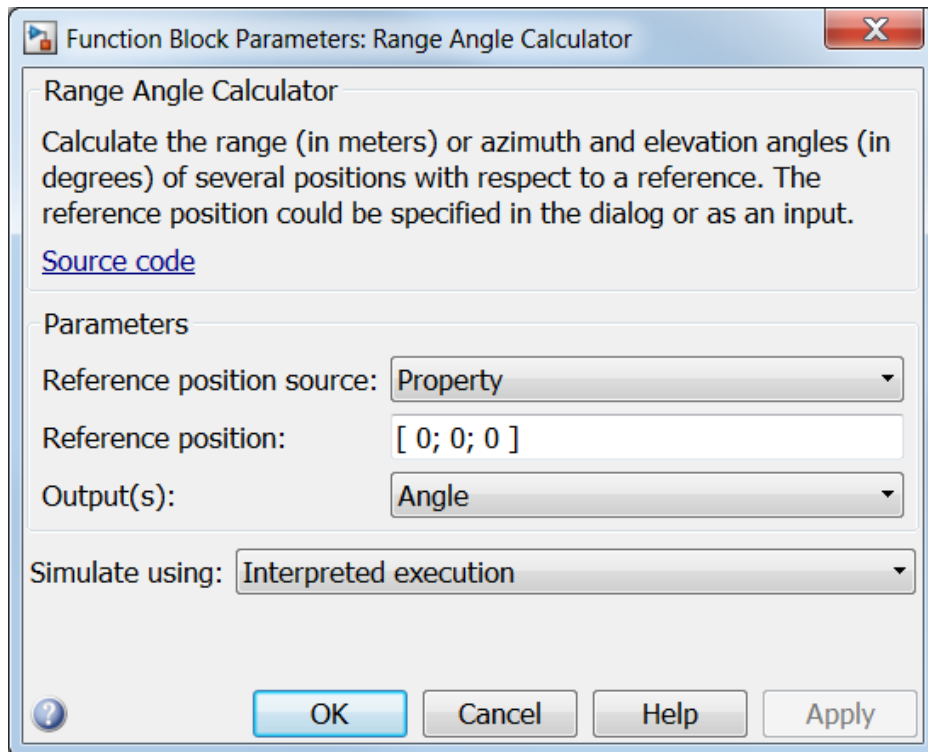 Function Block Parameters: Range Angle Calculator
Range Angle Calculator
Calculate the range (in meters) or azimuth and elevation angles (in
degrees) of several positions with respect to a reference. The
reference position could be specified in the dialog or as an input.
Source code
Parameters
Reference position source: Property
Reference position: [ 0; 0; 0 ]
Output(s): Angle
Simulate using: Interpreted execution
OK Cancel Help Apply